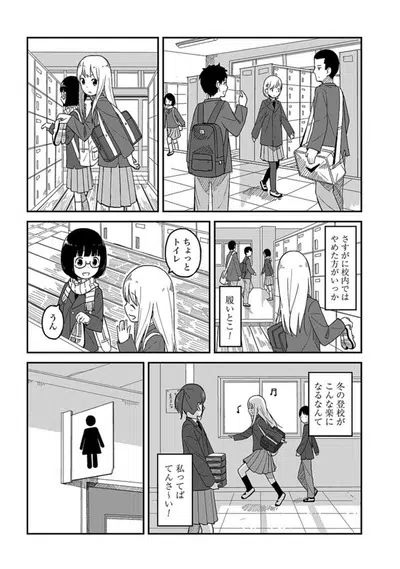 さすがに校内では
やめた方がいっか
履いとこ!
ちょっと
トイレ
うん
冬の登校が
こんな楽に
なるなんて
私ってば
てんさ〜い!